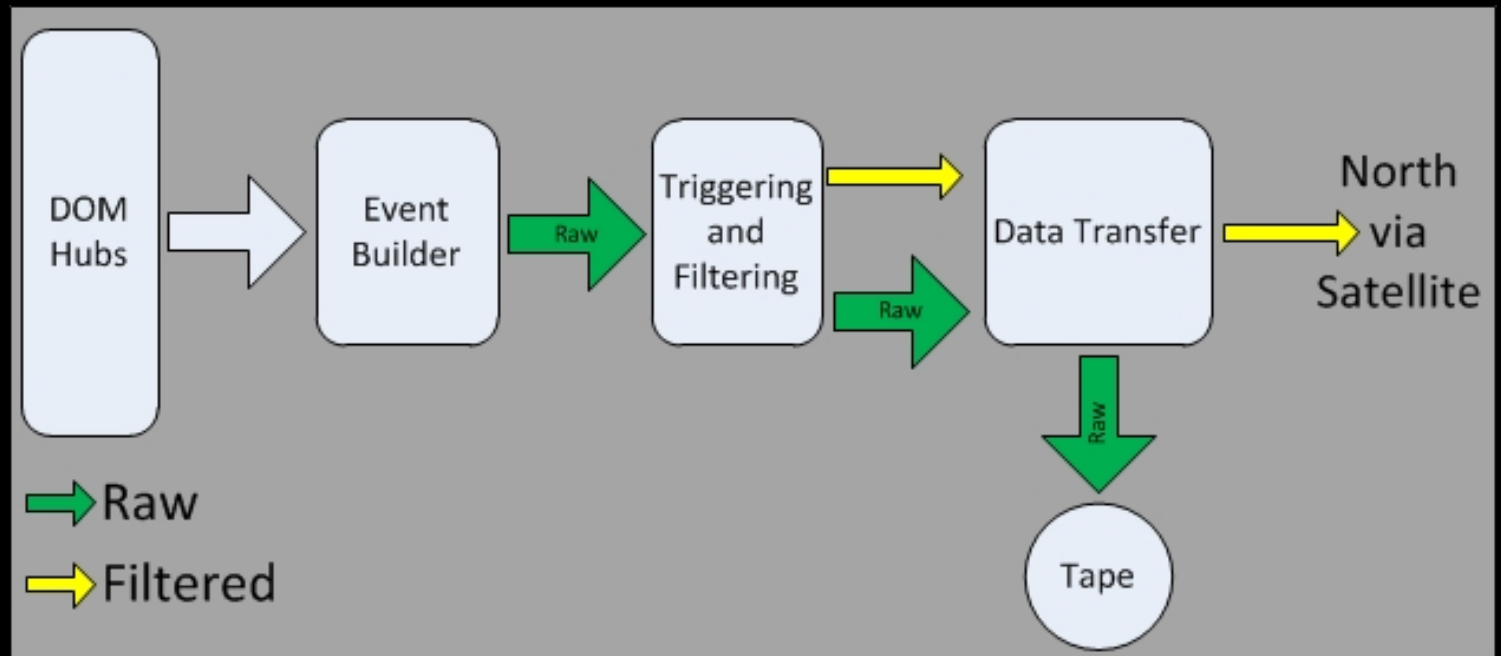 DOM
Hubs
Event
Builder
Raw
Triggering
and
Filtering
Raw
Data Transfer
North
via
Satellite
Raw
Tape
Raw
Filtered